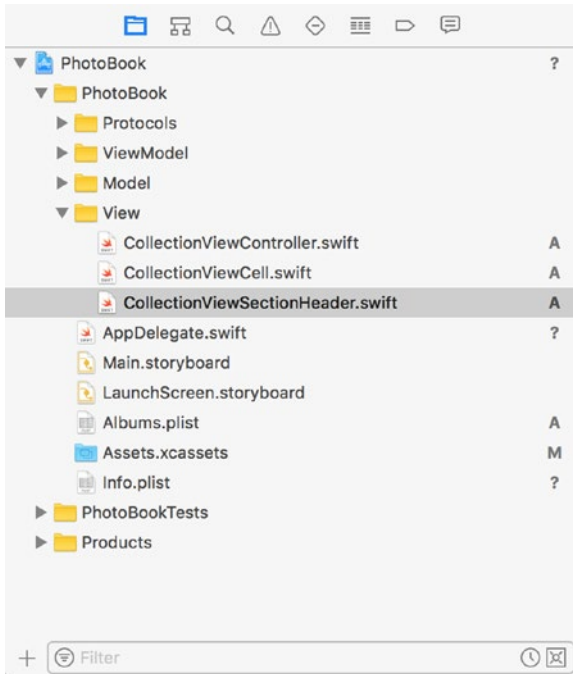 PhotoBook ?
PhotoBook
Protocols
ViewModel
Model
View
CollectionViewController.swift A
CollectionViewCell.swift A
CollectionViewSectionHeader.swift A
AppDelegate.swift ?
Main.storyboard
LaunchScreen.storyboard
Albums.plist A
Assets.xcassets M
Info.plist ?
PhotoBookTests
Products
Filter